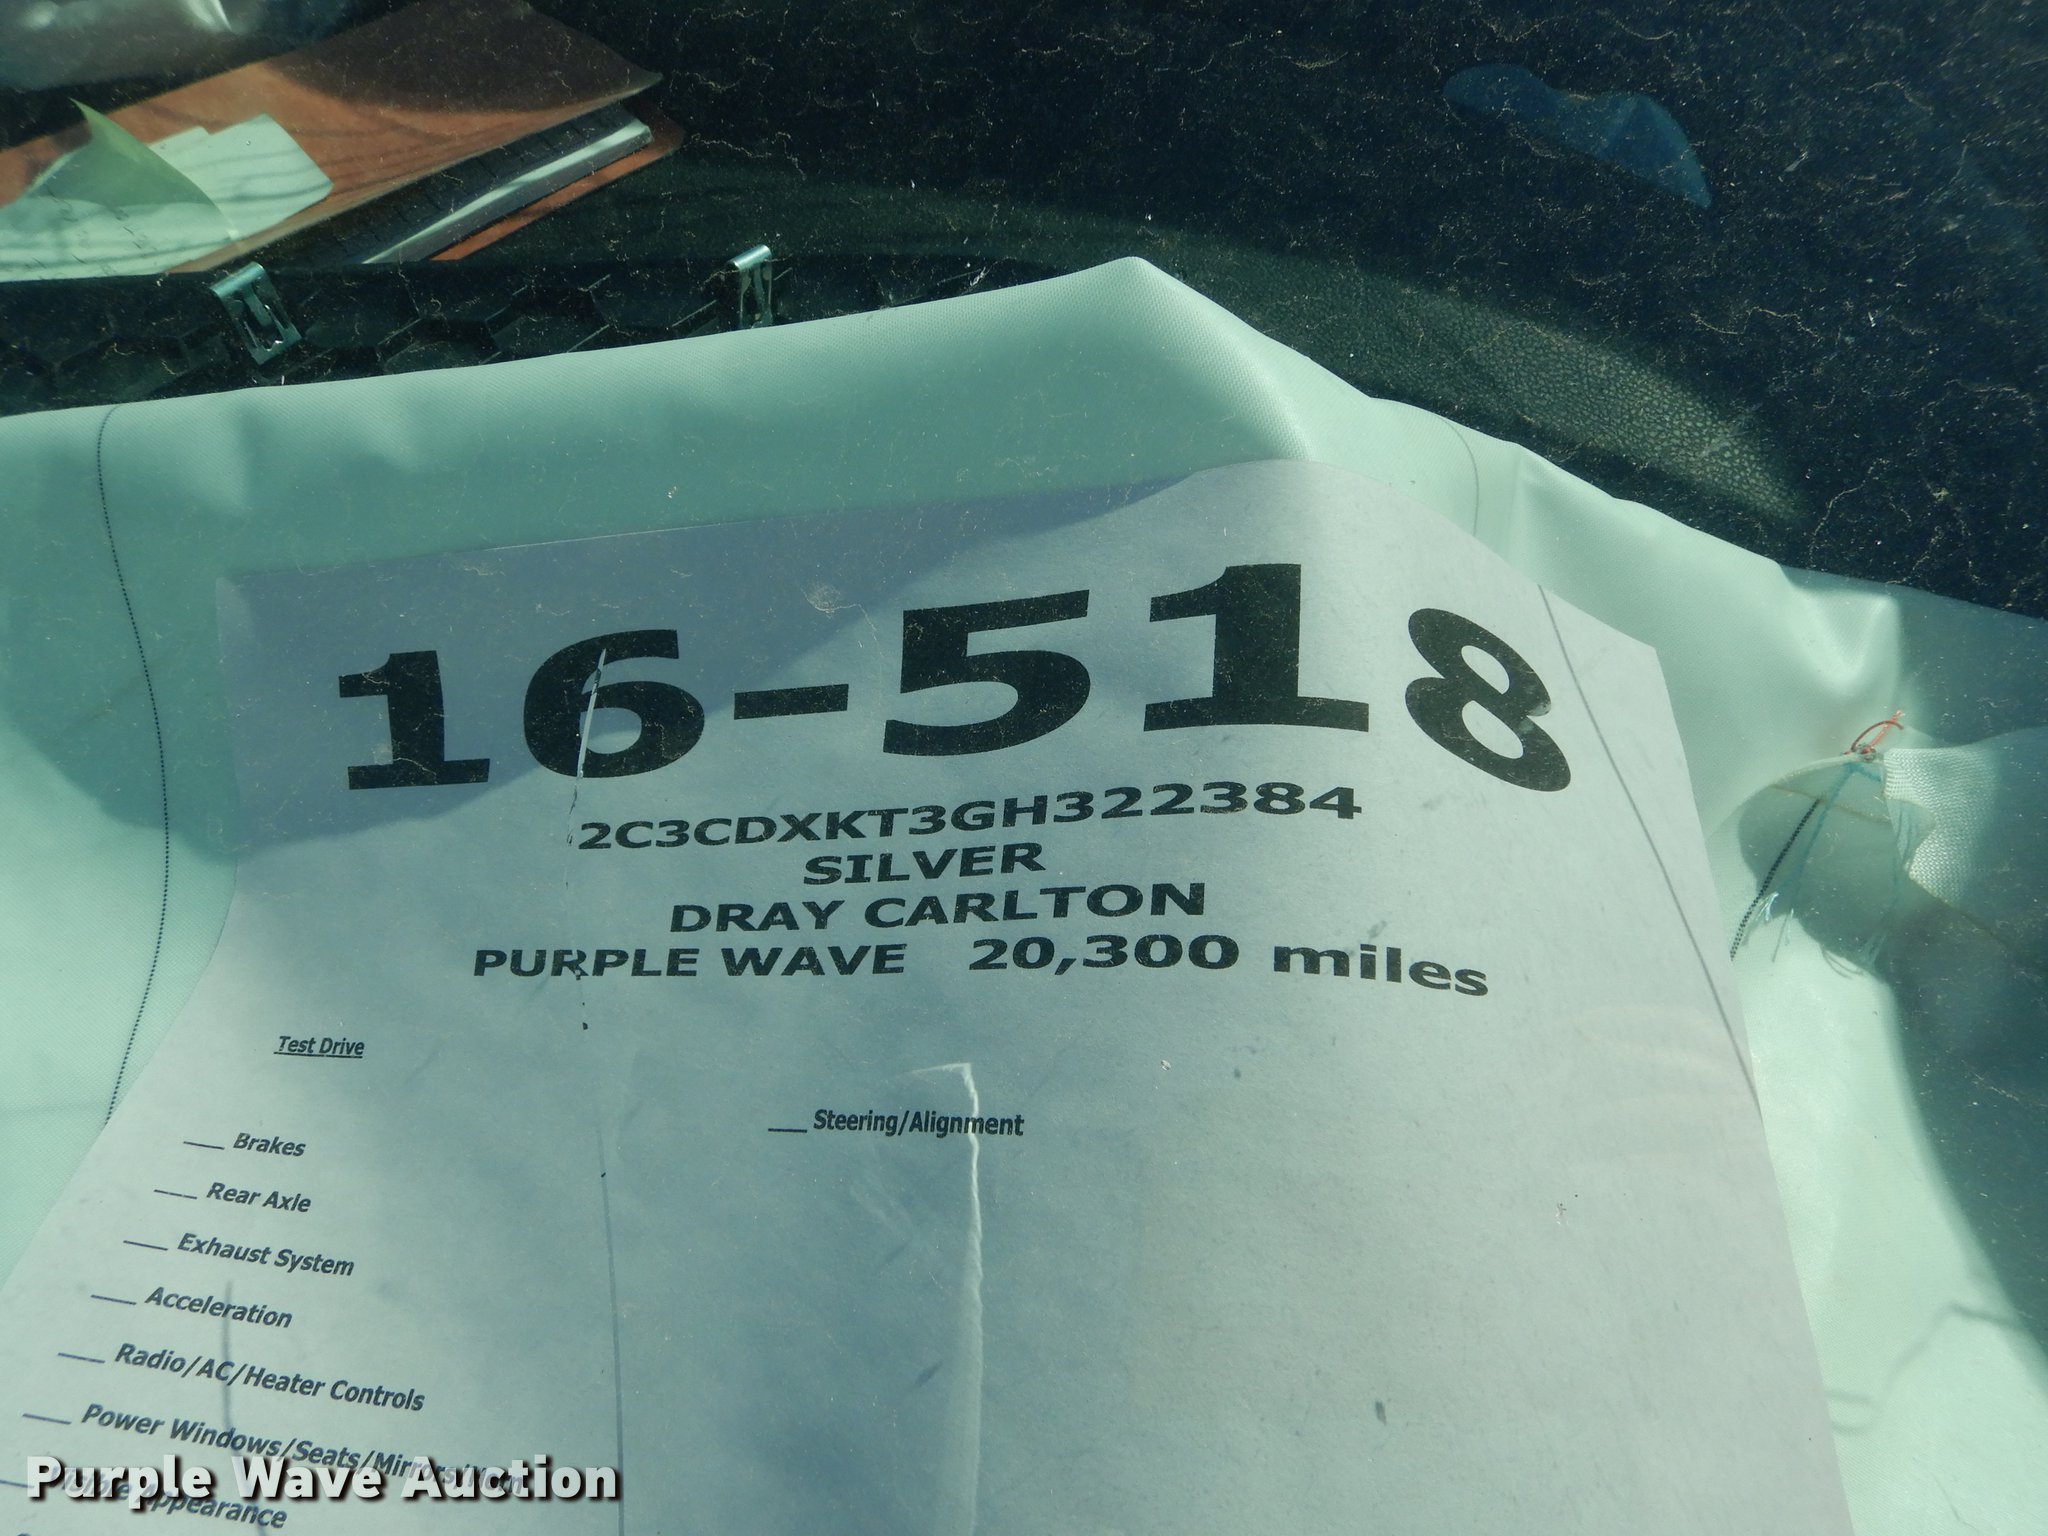 16-518
2C3CDXKT3GH322384
SILVER
DRAY CARLTON
PURPLE WAVE 20,300 miles
Test Drive
___ Steering/Alignment
___ Brakes
___ Rear Axle
___ Exhaust System
___ Acceleration
___ Radio/AC/Heater Controls
___ Power Windows/Seats/Mirrors/Horn
Appearance
Purple Wave Auction